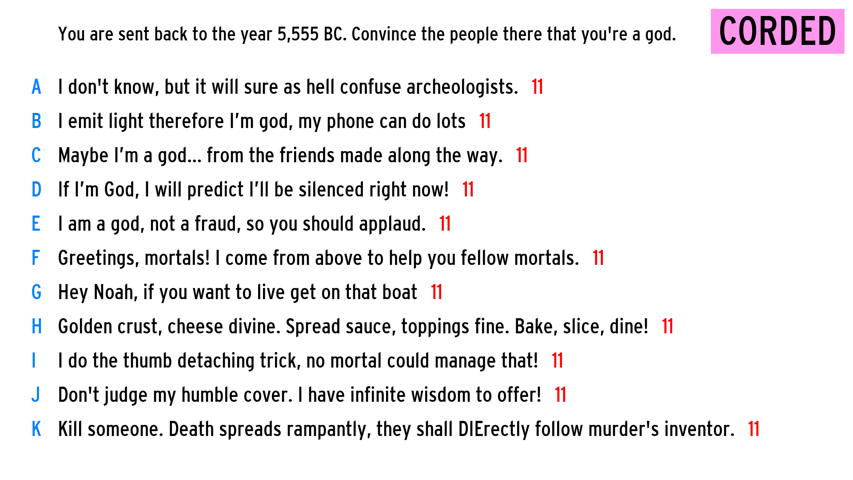 You are sent back to the year 5,555 BC. Convince the people there that you're a god.
CORDED
A I don't know, but it will sure as hell confuse archeologists. 11
B I emit light therefore I’m god, my phone can do lots 11
C Maybe I’m a god... from the friends made along the way. 11
D If I’m God, I will predict I’ll be silenced right now! 11
E I am a god, not a fraud, so you should applaud. 11
F Greetings, mortals! I come from above to help you fellow mortals. 11
G Hey Noah, if you want to live get on that boat 11
H Golden crust, cheese divine. Spread sauce, toppings fine. Bake, slice, dine! 11
I I do the thumb detaching trick, no mortal could manage that! 11
J Don't judge my humble cover. I have infinite wisdom to offer! 11
K Kill someone. Death spreads rampantly, they shall DIErectly follow murder's inventor. 11